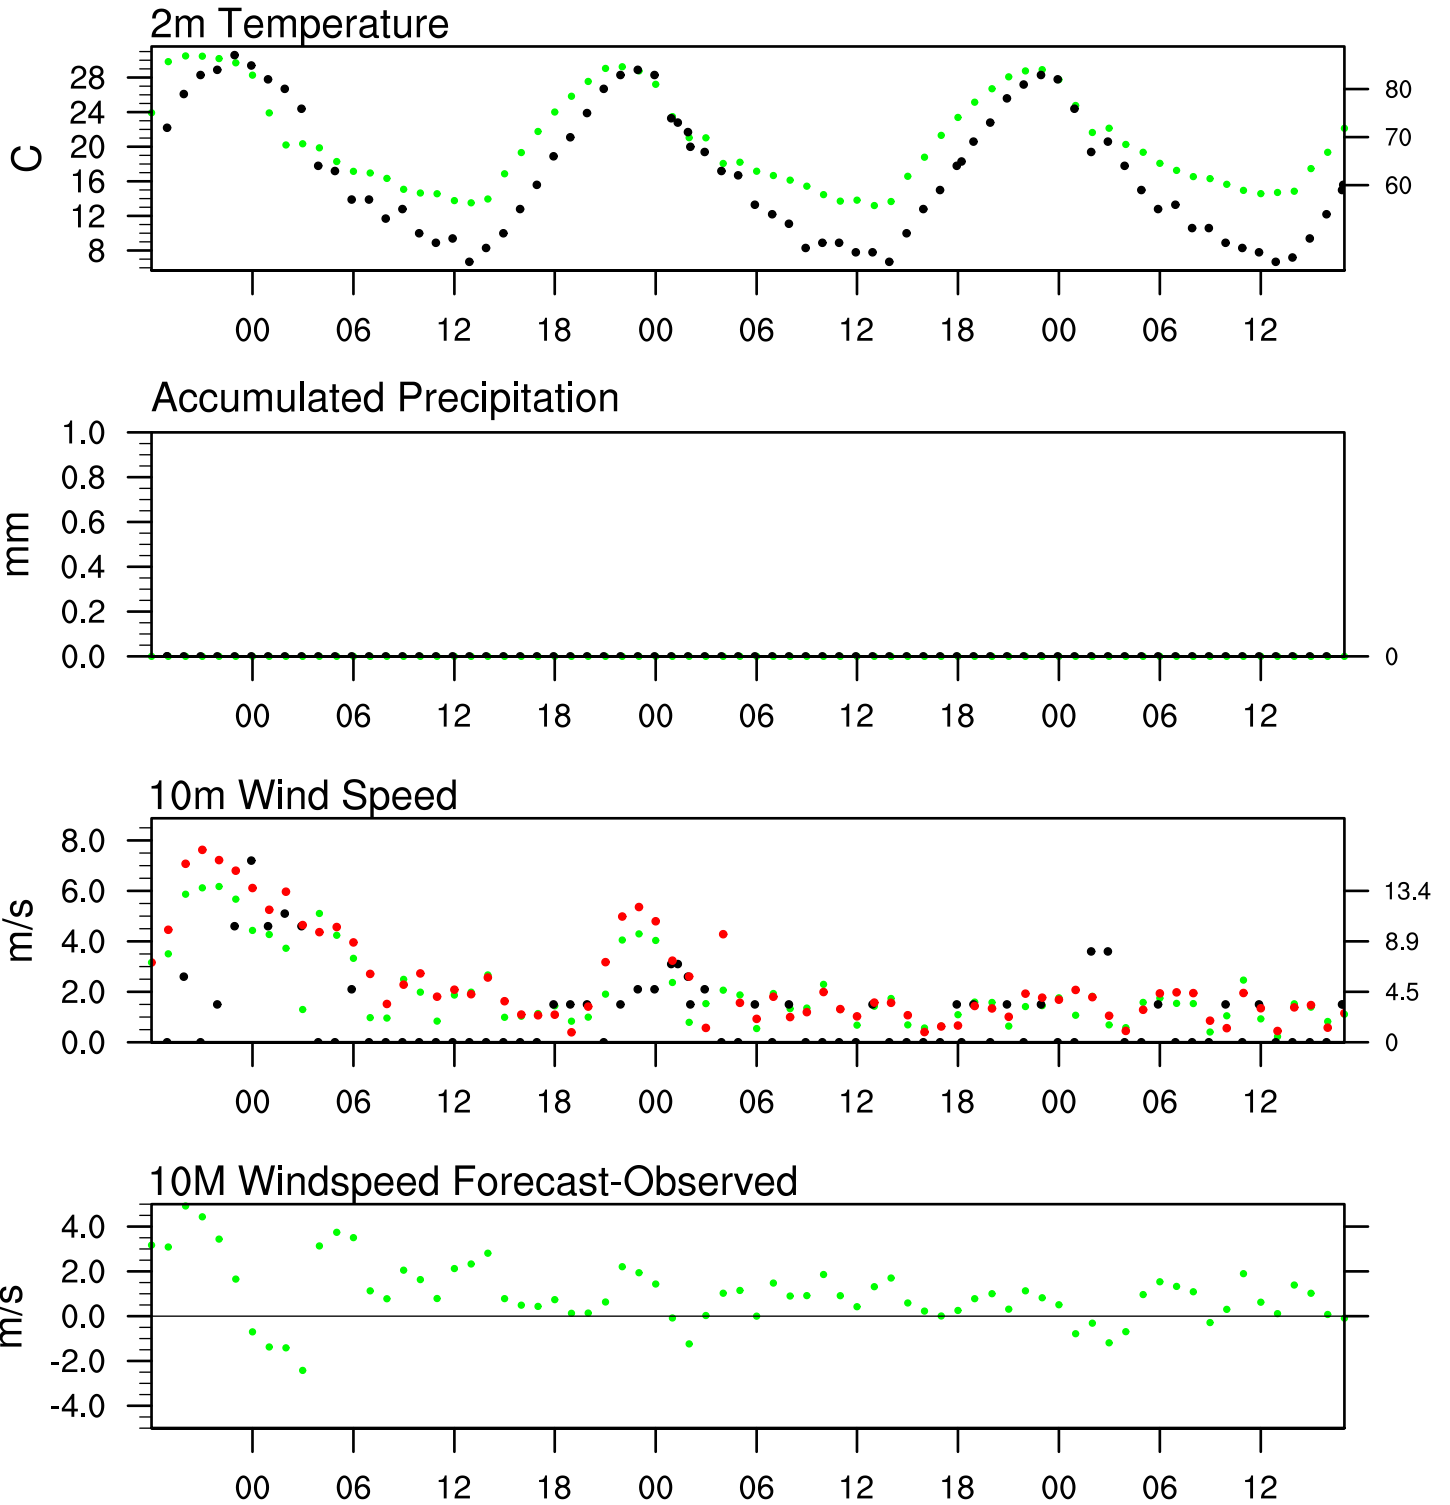 2m Temperature
28
24
20
16
12
8
C
80
70
60
00 06 12 18 00 06 12 18 00 06 12
Accumulated Precipitation
1.0
0.8
0.6
0.4
0.2
0.0
mm
0
00 06 12 18 00 06 12 18 00 06 12
10m Wind Speed
8.0
6.0
4.0
2.0
0.0
m/s
13.4
8.9
4.5
0
00 06 12 18 00 06 12 18 00 06 12
10M Windspeed Forecast-Observed
4.0
2.0
0.0
-2.0
-4.0
m/s
00 06 12 18 00 06 12 18 00 06 12